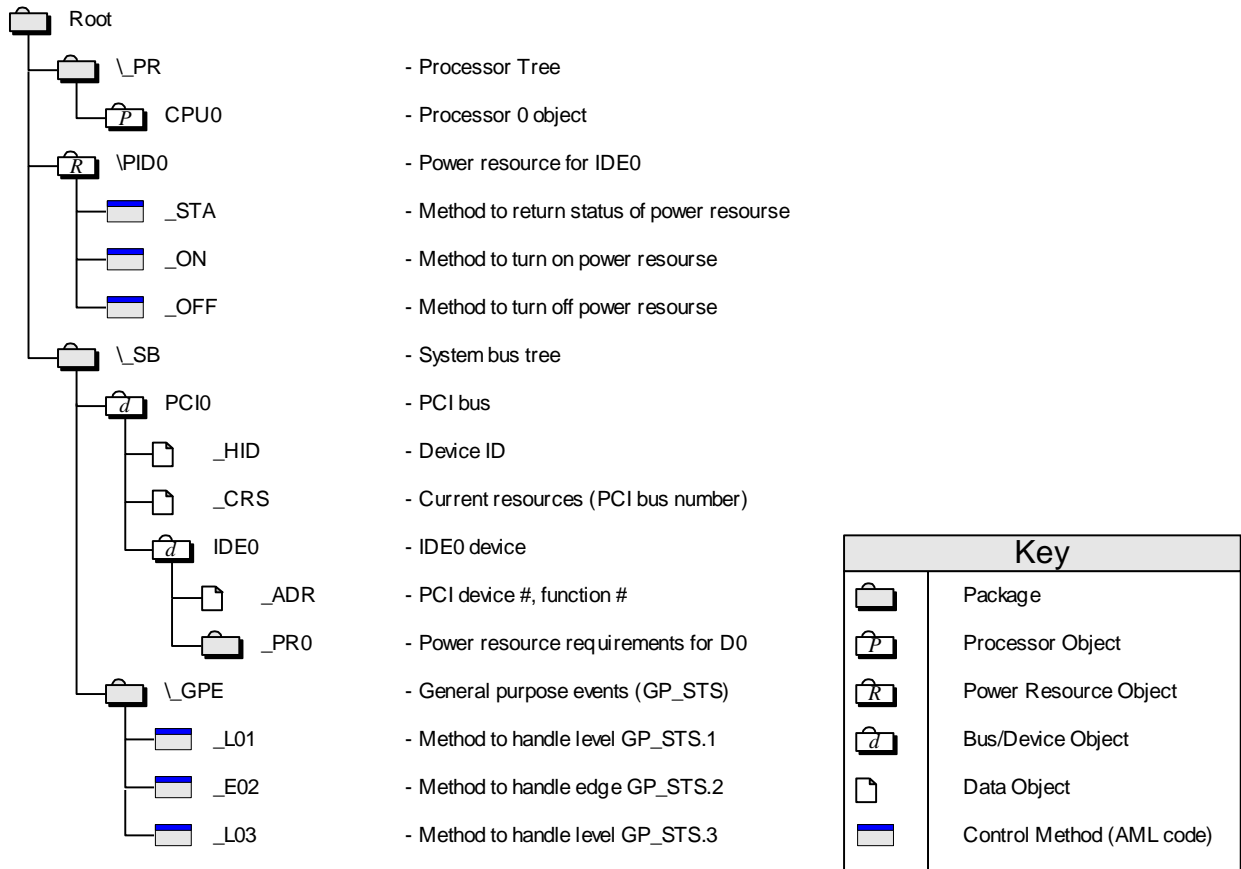 Root
\_PR - Processor Tree
P CPU0 - Processor 0 object
R \PID0 - Power resource for IDE0
_STA - Method to return status of power resourse
_ON - Method to turn on power resourse
_OFF - Method to turn off power resourse
\_SB - System bus tree
d PCI0 - PCI bus
_HID - Device ID
_CRS - Current resources (PCI bus number)
d IDE0 - IDE0 device
_ADR - PCI device #, function #
_PR0 - Power resource requirements for D0
\_GPE - General purpose events (GP_STS)
_L01 - Method to handle level GP_STS.1
_E02 - Method to handle edge GP_STS.2
_L03 - Method to handle level GP_STS.3
Key
Package
P Processor Object
R Power Resource Object
d Bus/Device Object
Data Object
Control Method (AML code)